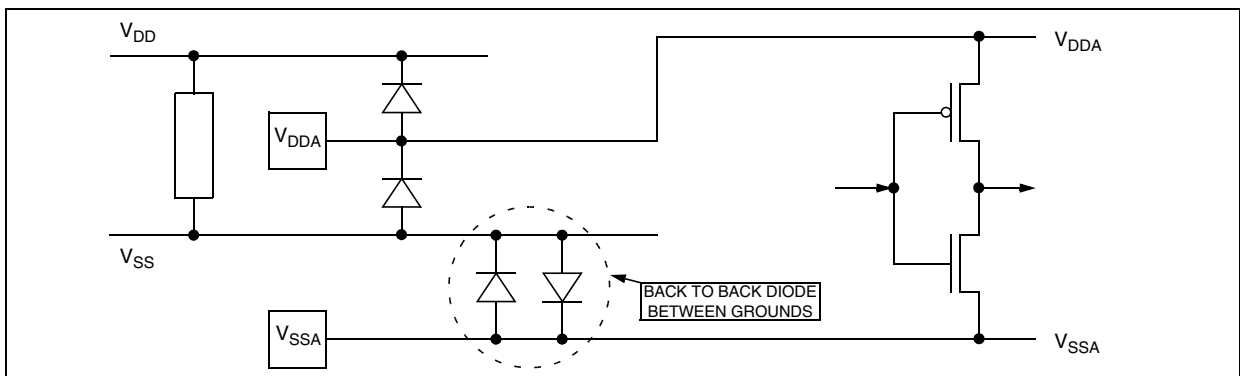 VDD
VDDA
VDDA
VSS
BACK TO BACK DIODE
BETWEEN GROUNDS
VSSA
VSSA